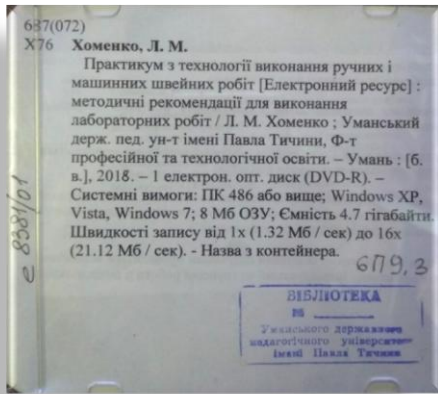 687(072)
Х76 Хоменко, Л. М.
Практикум з технології виконання ручних і
машинних швейних робіт [Електронний ресурс] :
методичні рекомендації для виконання
лабораторних робіт / Л. М. Хоменко ; Уманський
держ. пед. ун-т імені Павла Тичини, Ф-т
професійної та технологічної освіти. – Умань : [б.
в.], 2018. – 1 електрон. опт. диск (DVD-R). –
Системні вимоги: ПК 486 або вище; Windows XP,
Vista, Windows 7; 8 Мб ОЗУ; Ємність 4.7 гігабайти.
Швидкості запису від 1x (1.32 Мб / сек) до 16x
(21.12 Мб / сек). - Назва з контейнера.
6П9,3
е 8381/01
БІБЛІОТЕКА
№
Уманського державного
педагогічного університету
імені Павла Тичини